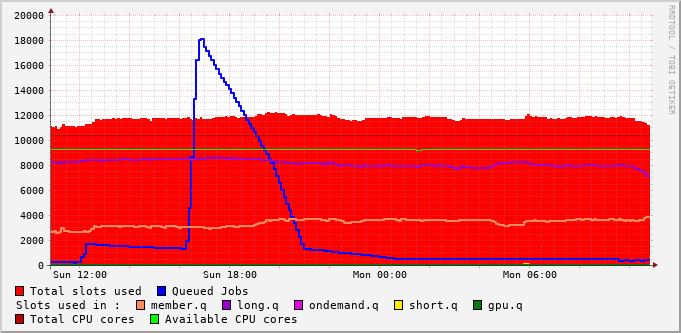 RRDTOOL / TOBI OETIKER
20000
18000
16000
14000
12000
10000
8000
6000
4000
2000
0
Sun 12:00 Sun 18:00 Mon 00:00 Mon 06:00
Total slots used Queued Jobs
Slots used in : member.q long.q ondemand.q short.q gpu.q
Total CPU cores Available CPU cores